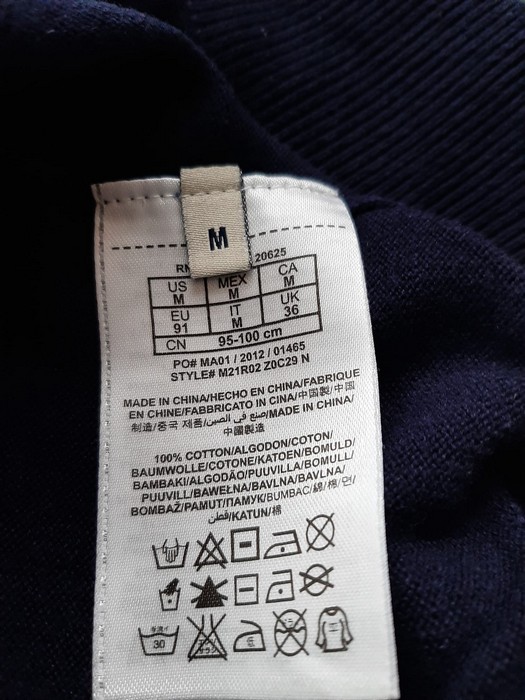 M
20625
US MEX CA
M M M
EU IT UK
91 M 36
CN 95-100 cm
PO# MA01 / 2012 / 01465
STYLE# M21R02 Z0C29 N
MADE IN CHINA/HECHO EN CHINA/FABRIQUE
EN CHINE/FABBRICATO IN CINA/中国製/中国
制造/중국 제품/صنع في الصين/MADE IN CHINA/
中國製造
100% COTTON/ALGODON/COTON/
BAUMWOLLE/COTONE/KATOEN/BOMULD/
BAMBAKI/ALGODÃO/PUUVILLA/BOMULL/
PUUVILL/BAWEŁNA/BAVLNA/BAVLNA/
BOMBAŽ/PAMUT/ПАМУК/BUMBAC/綿/棉/면/
قطن/KATUN/棉
30